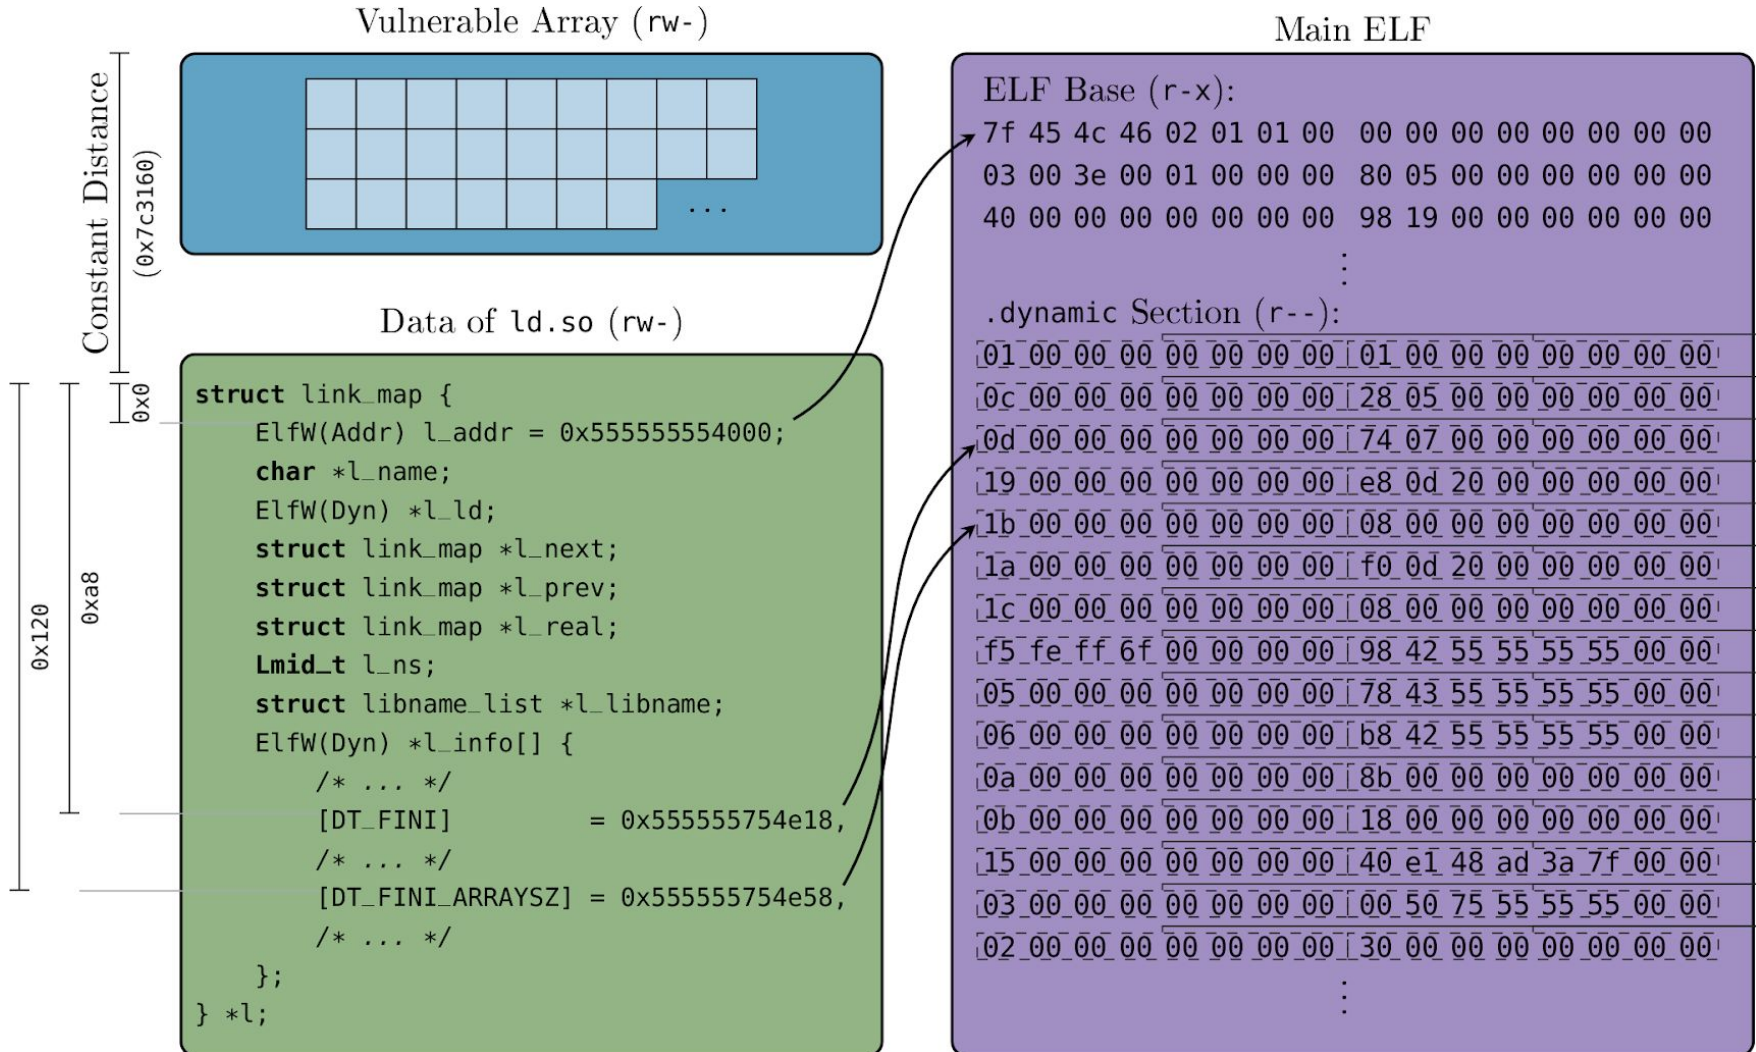 Vulnerable Array (rw-)
Constant Distance
(0x7c3160)
...
Data of ld.so (rw-)
0x0
0xa8
0x120
struct link_map {
    ElfW(Addr) l_addr = 0x555555554000;
    char *l_name;
    ElfW(Dyn) *l_ld;
    struct link_map *l_next;
    struct link_map *l_prev;
    struct link_map *l_real;
    Lmid_t l_ns;
    struct libname_list *l_libname;
    ElfW(Dyn) *l_info[] {
        /* ... */
        [DT_FINI]         = 0x555555754e18,
        /* ... */
        [DT_FINI_ARRAYSZ] = 0x555555754e58,
        /* ... */
    };
} *l;
Main ELF
ELF Base (r-x):
7f 45 4c 46 02 01 01 00 00 00 00 00 00 00 00 00
03 00 3e 00 01 00 00 00 80 05 00 00 00 00 00 00
40 00 00 00 00 00 00 00 98 19 00 00 00 00 00 00
⋮
.dynamic Section (r--):
01 00 00 00 00 00 00 00 01 00 00 00 00 00 00 00
0c 00 00 00 00 00 00 00 28 05 00 00 00 00 00 00
0d 00 00 00 00 00 00 00 74 07 00 00 00 00 00 00
19 00 00 00 00 00 00 00 e8 0d 20 00 00 00 00 00
1b 00 00 00 00 00 00 00 08 00 00 00 00 00 00 00
1a 00 00 00 00 00 00 00 f0 0d 20 00 00 00 00 00
1c 00 00 00 00 00 00 00 08 00 00 00 00 00 00 00
f5 fe ff 6f 00 00 00 00 98 42 55 55 55 55 00 00
05 00 00 00 00 00 00 00 78 43 55 55 55 55 00 00
06 00 00 00 00 00 00 00 b8 42 55 55 55 55 00 00
0a 00 00 00 00 00 00 00 8b 00 00 00 00 00 00 00
0b 00 00 00 00 00 00 00 18 00 00 00 00 00 00 00
15 00 00 00 00 00 00 00 40 e1 48 ad 3a 7f 00 00
03 00 00 00 00 00 00 00 00 50 75 55 55 55 00 00
02 00 00 00 00 00 00 00 30 00 00 00 00 00 00 00
⋮